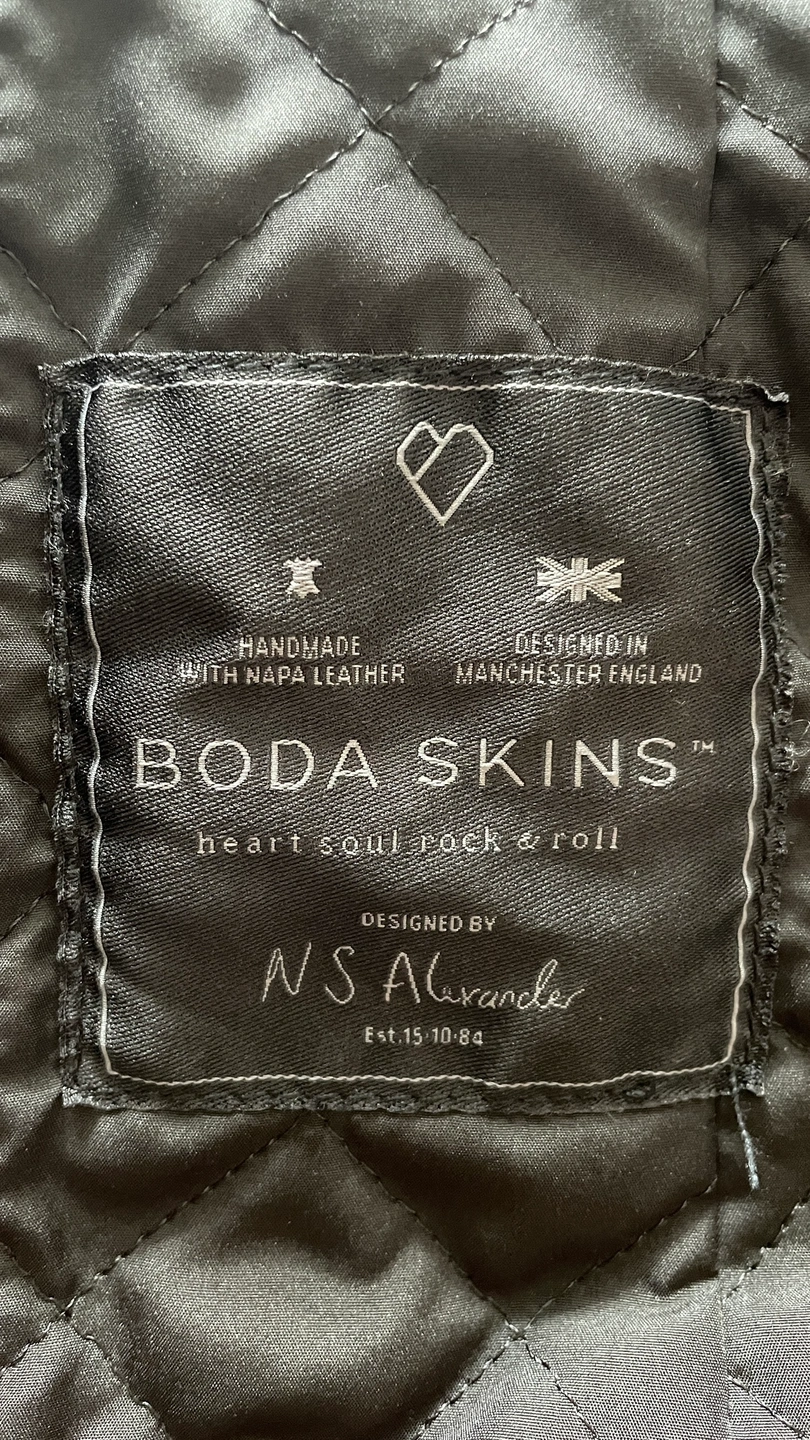 HANDMADE
WITH NAPA LEATHER
DESIGNED IN
MANCHESTER ENGLAND
BODA SKINS™
heart soul rock & roll
DESIGNED BY
N S Alexander
Est.15·10·84